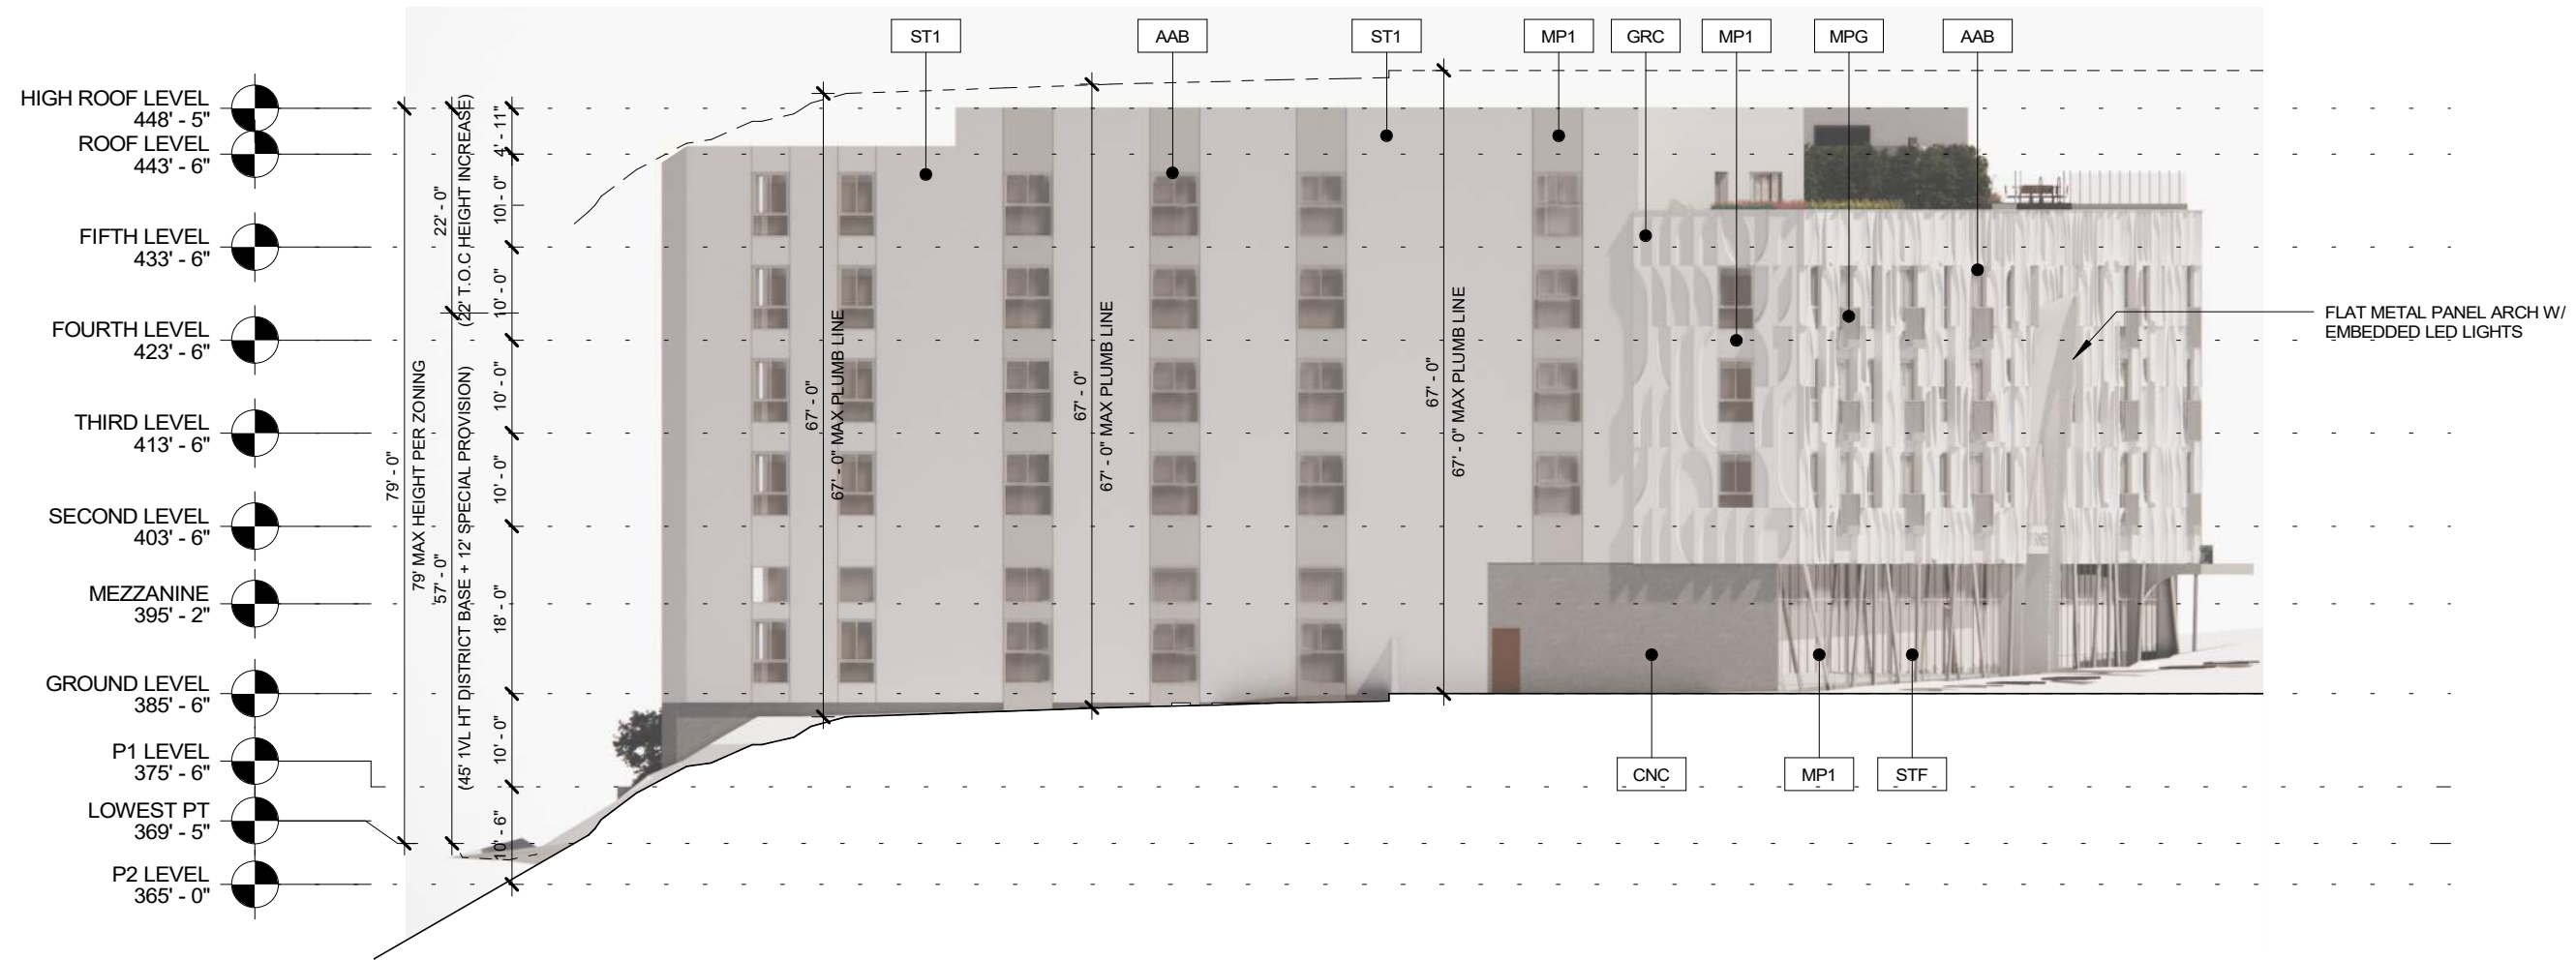 ST1
AAB
ST1
MP1
GRC
MP1
MPG
AAB
HIGH ROOF LEVEL
448' - 5"
ROOF LEVEL
443' - 6"
FIFTH LEVEL
433' - 6"
FOURTH LEVEL
423' - 6"
THIRD LEVEL
413' - 6"
SECOND LEVEL
403' - 6"
MEZZANINE
395' - 2"
GROUND LEVEL
385' - 6"
P1 LEVEL
375' - 6"
LOWEST PT
369' - 5"
P2 LEVEL
365' - 0"
79' - 0"
79' MAX HEIGHT PER ZONING
22' - 0"
(22' T.O.C HEIGHT INCREASE)
57' - 0"
(45' 1VL HT DISTRICT BASE + 12' SPECIAL PROVISION)
4' - 11"
10' - 0"
10' - 0"
10' - 0"
10' - 0"
18' - 0"
10' - 0"
10' - 6"
67' - 0"
67' - 0" MAX PLUMB LINE
67' - 0"
67' - 0" MAX PLUMB LINE
67' - 0"
67' - 0" MAX PLUMB LINE
FLAT METAL PANEL ARCH W/
EMBEDDED LED LIGHTS
CNC
MP1
STF